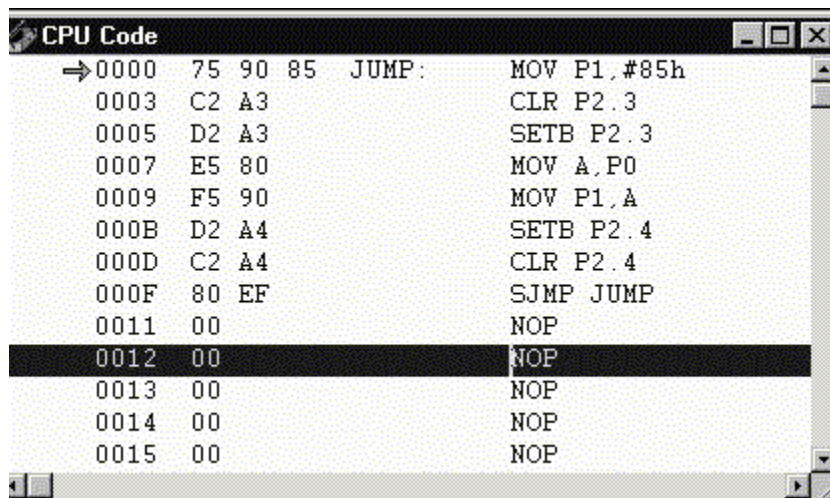 CPU Code
0000 75 90 85 JUMP: MOV P1,#85h
0003 C2 A3 CLR P2.3
0005 D2 A3 SETB P2.3
0007 E5 80 MOV A,P0
0009 F5 90 MOV P1,A
000B D2 A4 SETB P2.4
000D C2 A4 CLR P2.4
000F 80 EF SJMP JUMP
0011 00 NOP
0012 00 NOP
0013 00 NOP
0014 00 NOP
0015 00 NOP